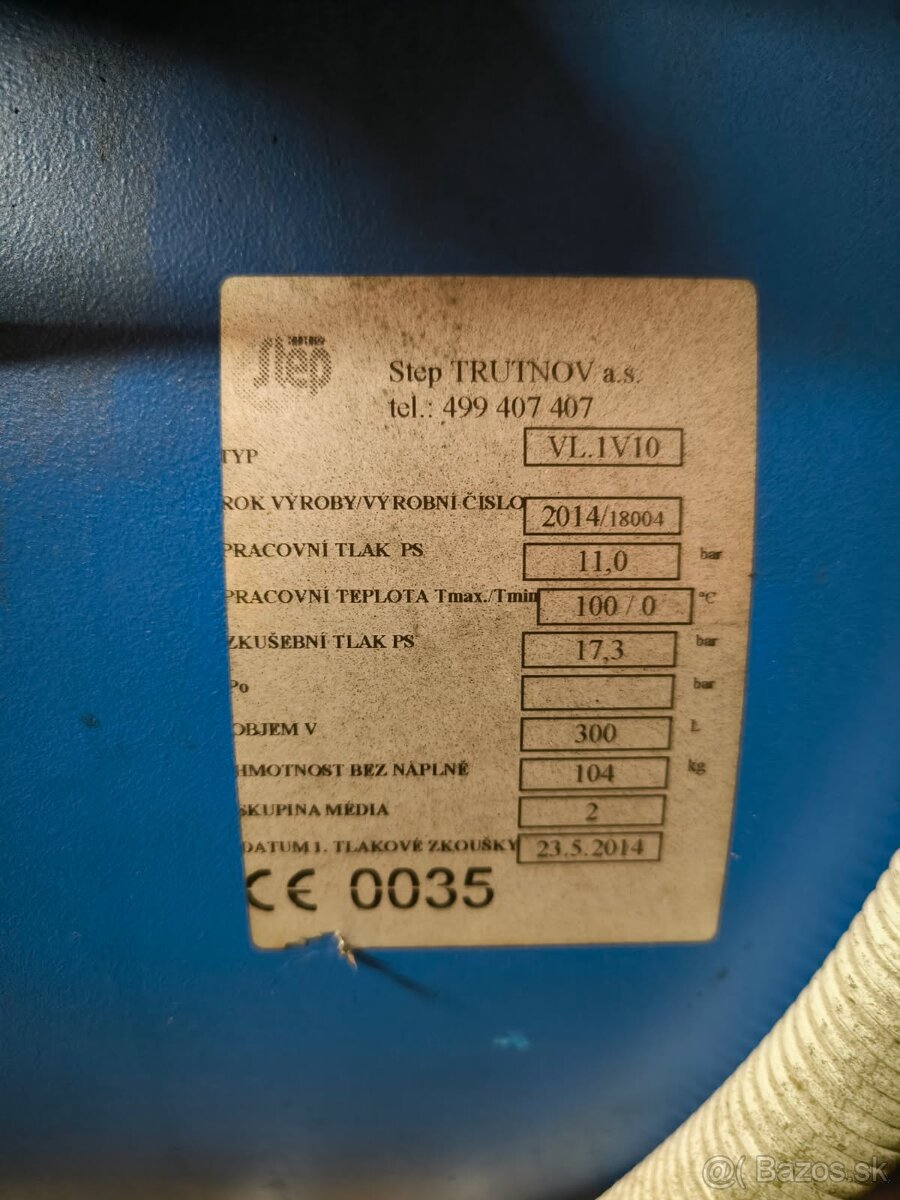 TRUTNOV
Step
Step TRUTNOV a.s.
tel.: 499 407 407
TYP VL.1V10
ROK VÝROBY/VÝROBNÍ ČÍSLO 2014/18004
PRACOVNÍ TLAK PS 11,0 bar
PRACOVNÍ TEPLOTA Tmax./Tmin 100 / 0 °C
ZKUŠEBNÍ TLAK PS 17,3 bar
Po bar
OBJEM V 300 L
HMOTNOST BEZ NÁPLNĚ 104 kg
SKUPINA MÉDIA 2
DATUM 1. TLAKOVÉ ZKOUŠKY 23.5.2014
CE 0035
@( Bazos.sk